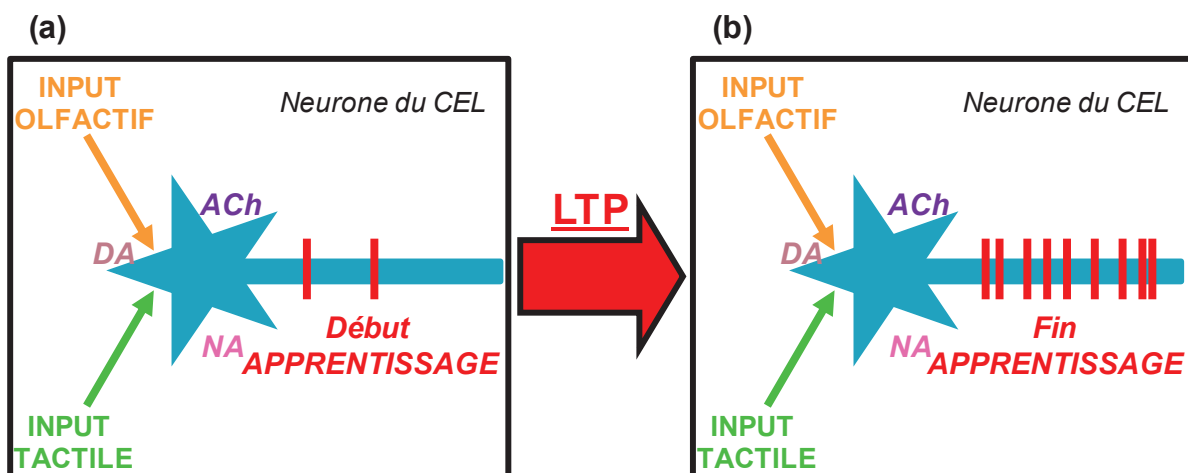 (a)
INPUT
OLFACTIF
Neurone du CEL
ACh
DA
NA
Début
APPRENTISSAGE
INPUT
TACTILE
LTP
(b)
INPUT
OLFACTIF
Neurone du CEL
ACh
DA
NA
Fin
APPRENTISSAGE
INPUT
TACTILE